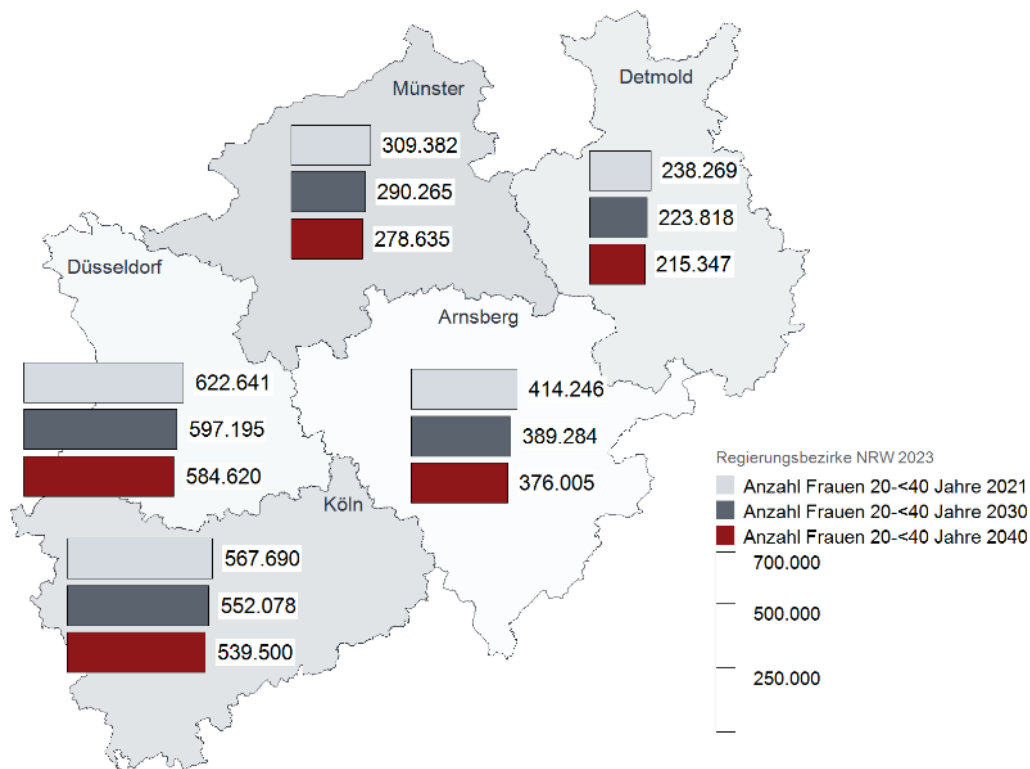 Münster
309.382
290.265
278.635
Detmold
238.269
223.818
215.347
Düsseldorf
622.641
597.195
584.620
Arnsberg
414.246
389.284
376.005
Köln
567.690
552.078
539.500
Regierungsbezirke NRW 2023
Anzahl Frauen 20-<40 Jahre 2021
Anzahl Frauen 20-<40 Jahre 2030
Anzahl Frauen 20-<40 Jahre 2040
700.000
500.000
250.000